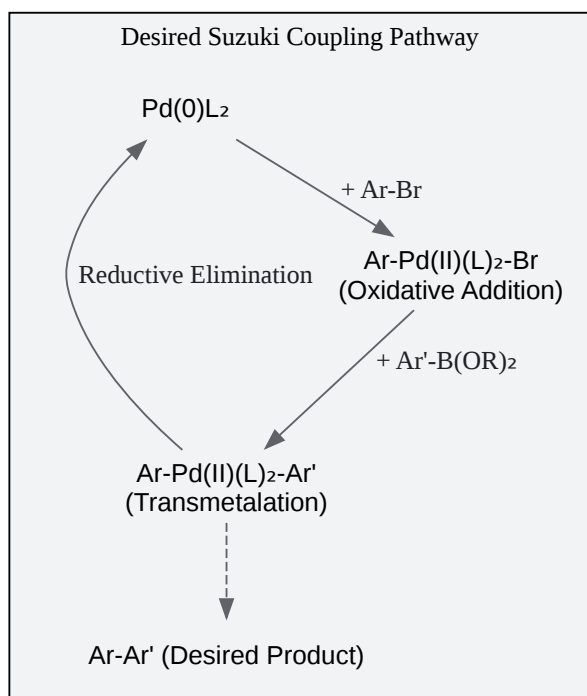 Desired Suzuki Coupling Pathway
Pd(0)L₂
+ Ar-Br
Ar-Pd(II)(L)₂-Br
(Oxidative Addition)
Reductive Elimination
+ Ar'-B(OR)₂
Ar-Pd(II)(L)₂-Ar'
(Transmetalation)
Ar-Ar' (Desired Product)